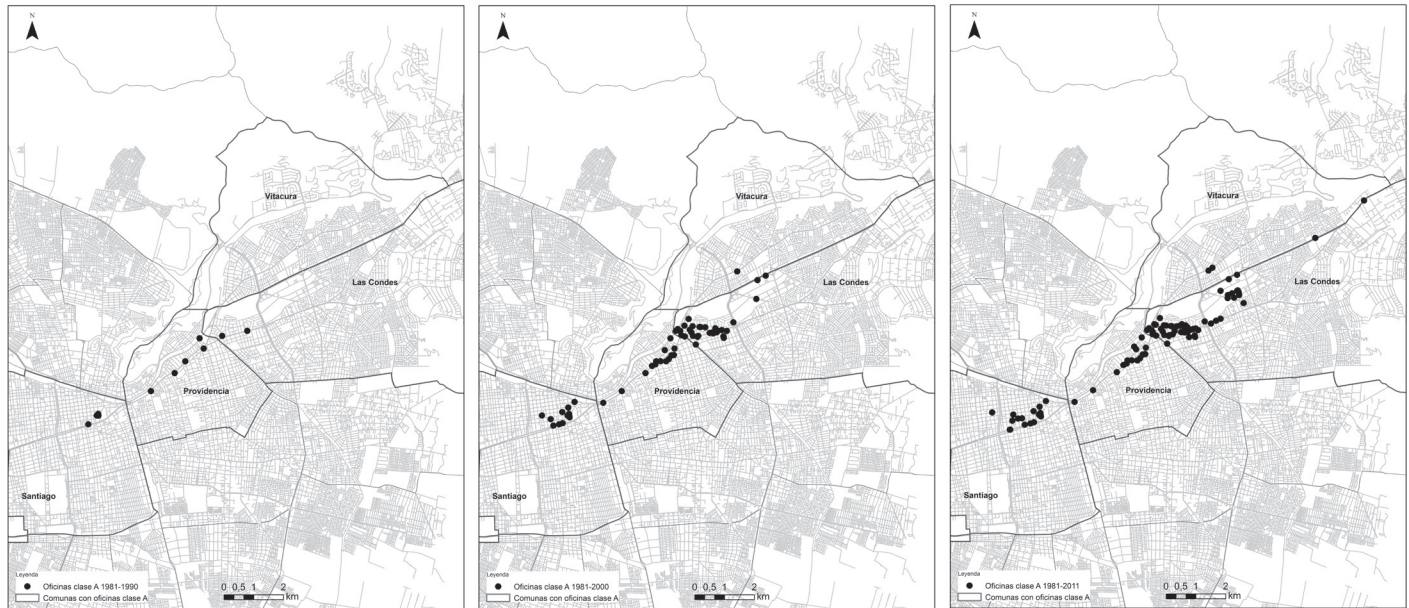 N
Vitacura
Las Condes
Providencia
Santiago
Leyenda
Oficinas clase A 1981-1990
Comunas con oficinas clase A
0 0,5 1 2
km
N
Vitacura
Las Condes
Providencia
Santiago
Leyenda
Oficinas clase A 1981-2000
Comunas con oficinas clase A
0 0,5 1 2
km
N
Vitacura
Las Condes
Providencia
Santiago
Leyenda
Oficinas clase A 1981-2011
Comunas con oficinas clase A
0 0,5 1 2
km